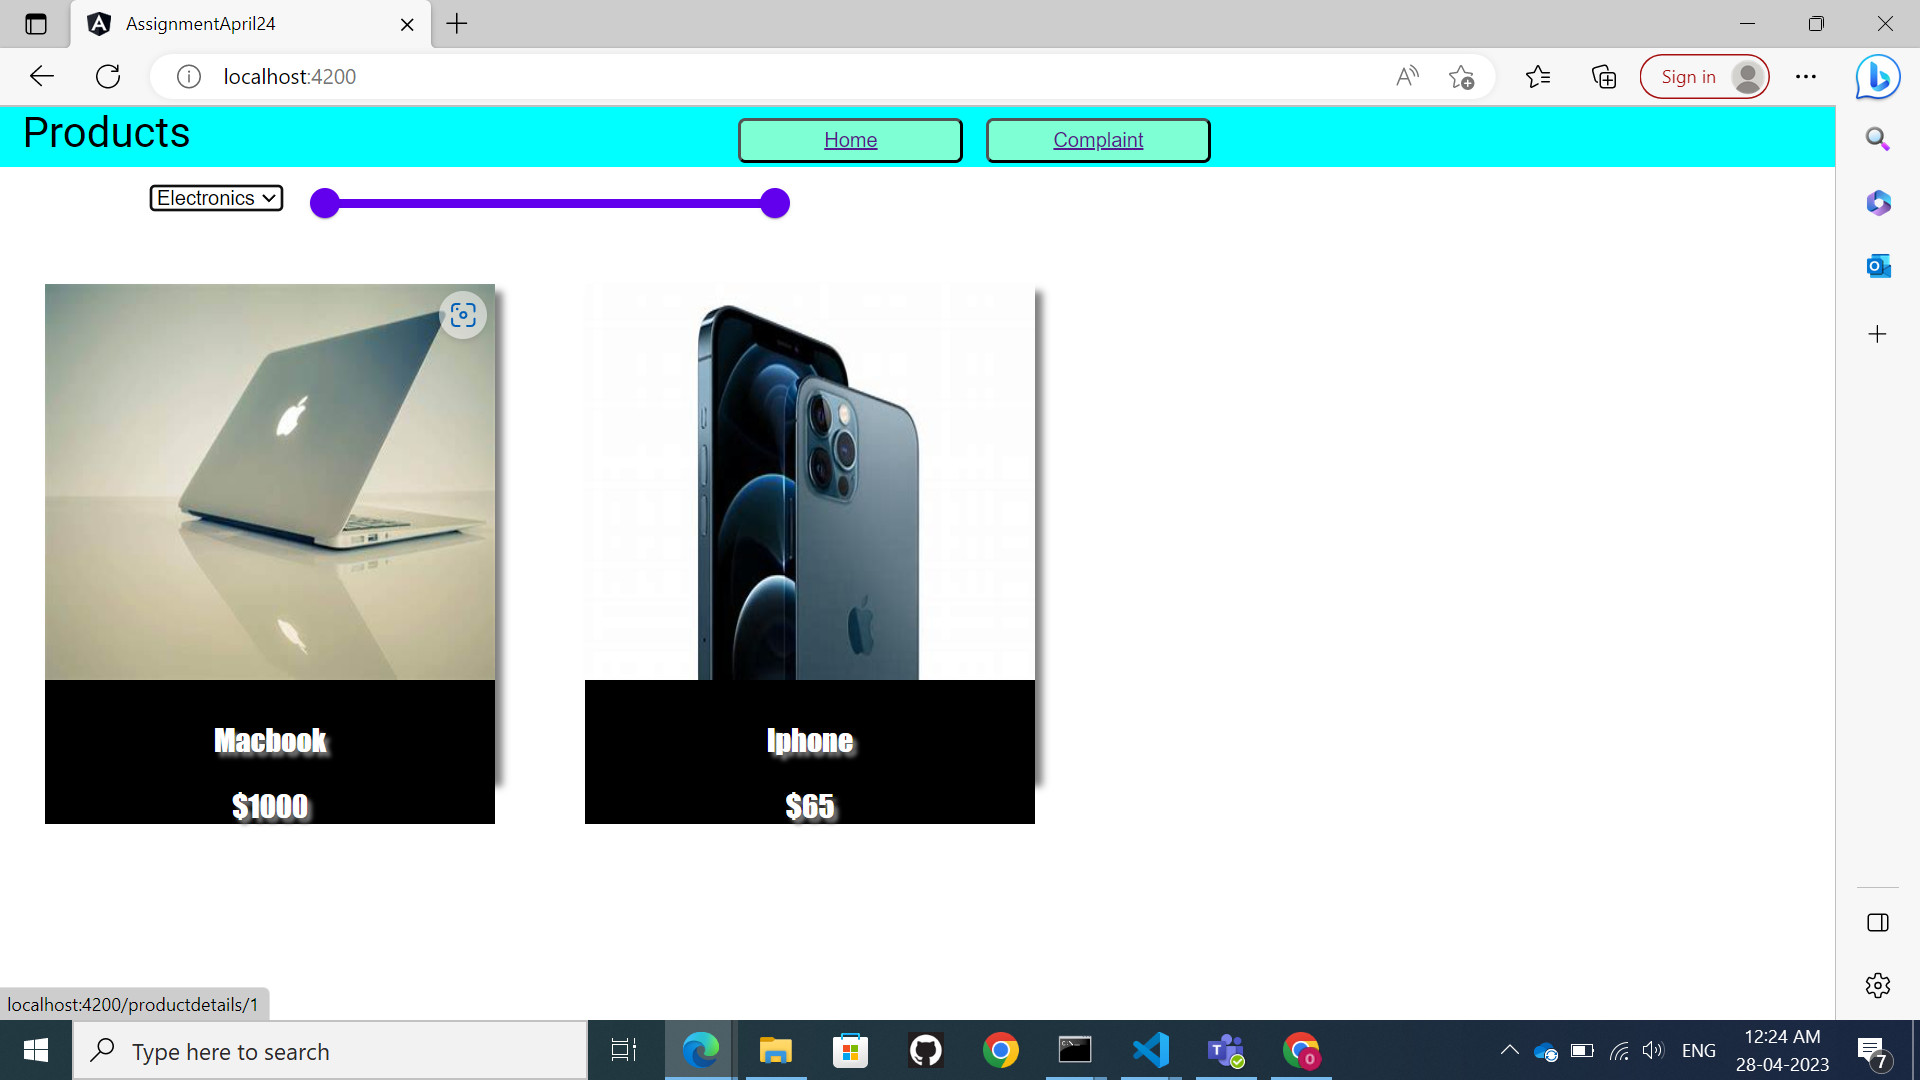 AssignmentApril24
localhost:4200
Sign in
Products
Home
Complaint
Electronics
Macbook
$1000
Iphone
$65
localhost:4200/productdetails/1
Type here to search
ENG
12:24 AM
28-04-2023
7